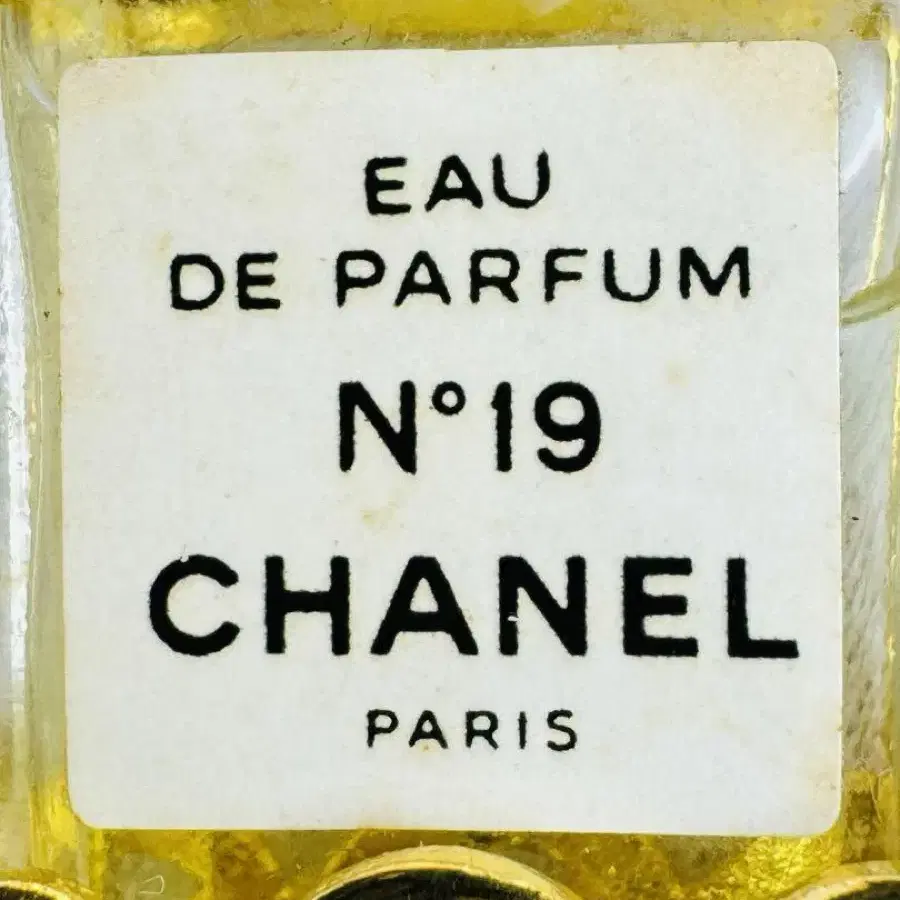 EAU
DE PARFUM
N°19
CHANEL
PARIS